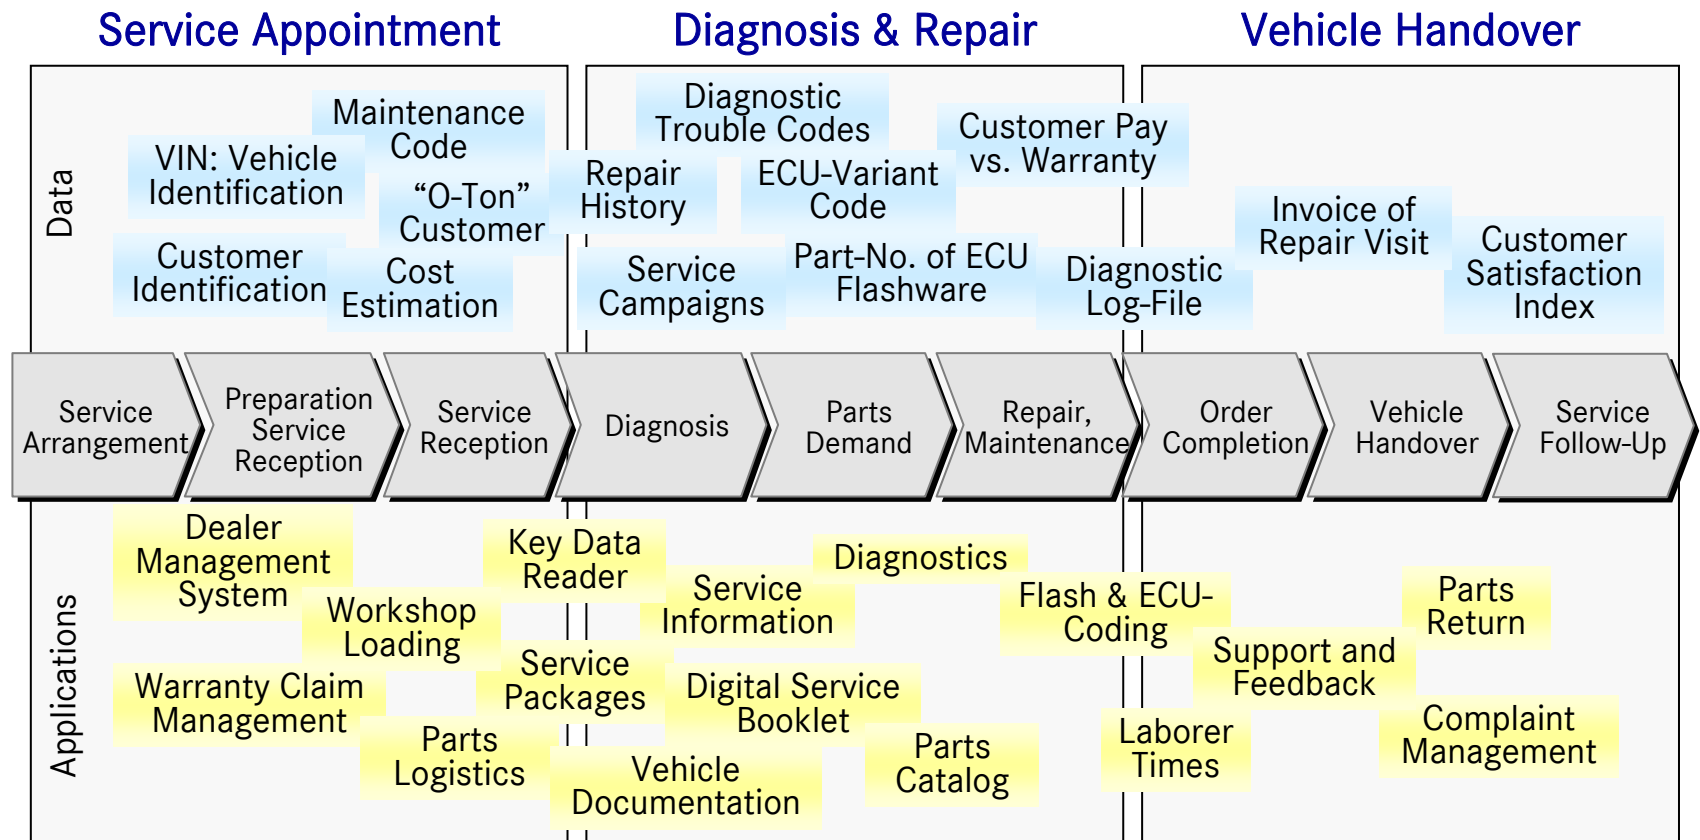 Service Appointment
Diagnosis & Repair
Vehicle Handover
Data
Maintenance
Code
VIN: Vehicle
Identification
“O-Ton”
Customer
Customer
Identification
Cost
Estimation
Diagnostic
Trouble Codes
Customer Pay
vs. Warranty
Repair
History
ECU-Variant
Code
Service
Campaigns
Part-No. of ECU
Flashware
Diagnostic
Log-File
Invoice of
Repair Visit
Customer
Satisfaction
Index
Service
Arrangement
Preparation
Service
Reception
Service
Reception
Diagnosis
Parts
Demand
Repair,
Maintenance
Order
Completion
Vehicle
Handover
Service
Follow-Up
Applications
Dealer
Management
System
Key Data
Reader
Workshop
Loading
Service
Packages
Warranty Claim
Management
Parts
Logistics
Diagnostics
Service
Information
Flash & ECU-
Coding
Digital Service
Booklet
Vehicle
Documentation
Parts
Catalog
Parts
Return
Support and
Feedback
Laborer
Times
Complaint
Management